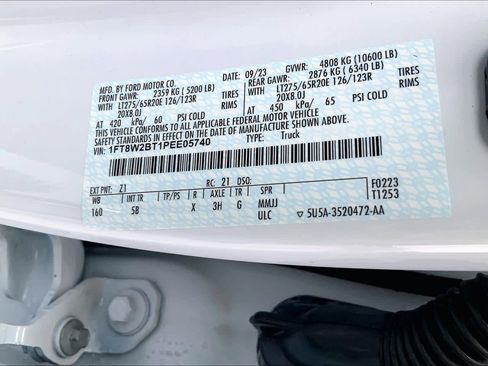 MFD. BY FORD MOTOR CO.
DATE: 09/23 GVWR: 4808 KG (10600 LB)
FRONT GAWR: 2359 KG ( 5200 LB) REAR GAWR: 2876 KG ( 6340 LB)
WITH LT275/65R20E 126/123R TIRES WITH LT275/65R20E 126/123R TIRES
20X8.0J RIMS 20X8.0J RIMS
AT 420 kPa/ 60 PSI COLD AT 450 kPa/ 65 PSI COLD
THIS VEHICLE CONFORMS TO ALL APPLICABLE FEDERAL MOTOR VEHICLE
SAFETY STANDARDS IN EFFECT ON THE DATE OF MANUFACTURE SHOWN ABOVE.
VIN: 1FT8W2BT1PEE05740 TYPE: Truck
EXT PNT: Z1 RC: 21 DSO: F0223
WB INT TR TP/PS R AXLE TR SPR T1253
160 5B X 3H G MMJJ
ULC ▽ 5U5A-3520472-AA